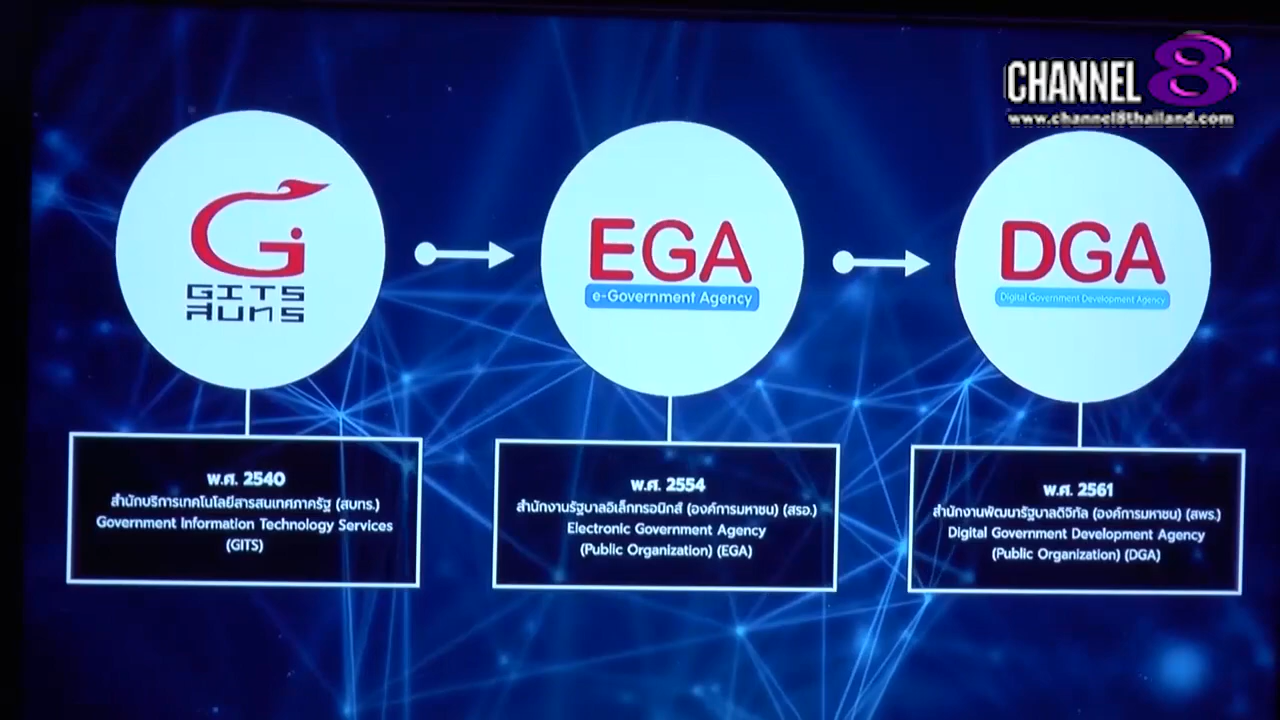 CHANNEL 8
www.channel8thailand.com
GITS
สบทร
EGA
e-Government Agency
DGA
Digital Government Development Agency
พ.ศ. 2540
สำนักบริการเทคโนโลยีสารสนเทศภาครัฐ (สบทร.)
Government Information Technology Services
(GITS)
พ.ศ. 2554
สำนักงานรัฐบาลอิเล็กทรอนิกส์ (องค์การมหาชน) (สรอ.)
Electronic Government Agency
(Public Organization) (EGA)
พ.ศ. 2561
สำนักงานพัฒนารัฐบาลดิจิทัล (องค์การมหาชน) (สพร.)
Digital Government Development Agency
(Public Organization) (DGA)